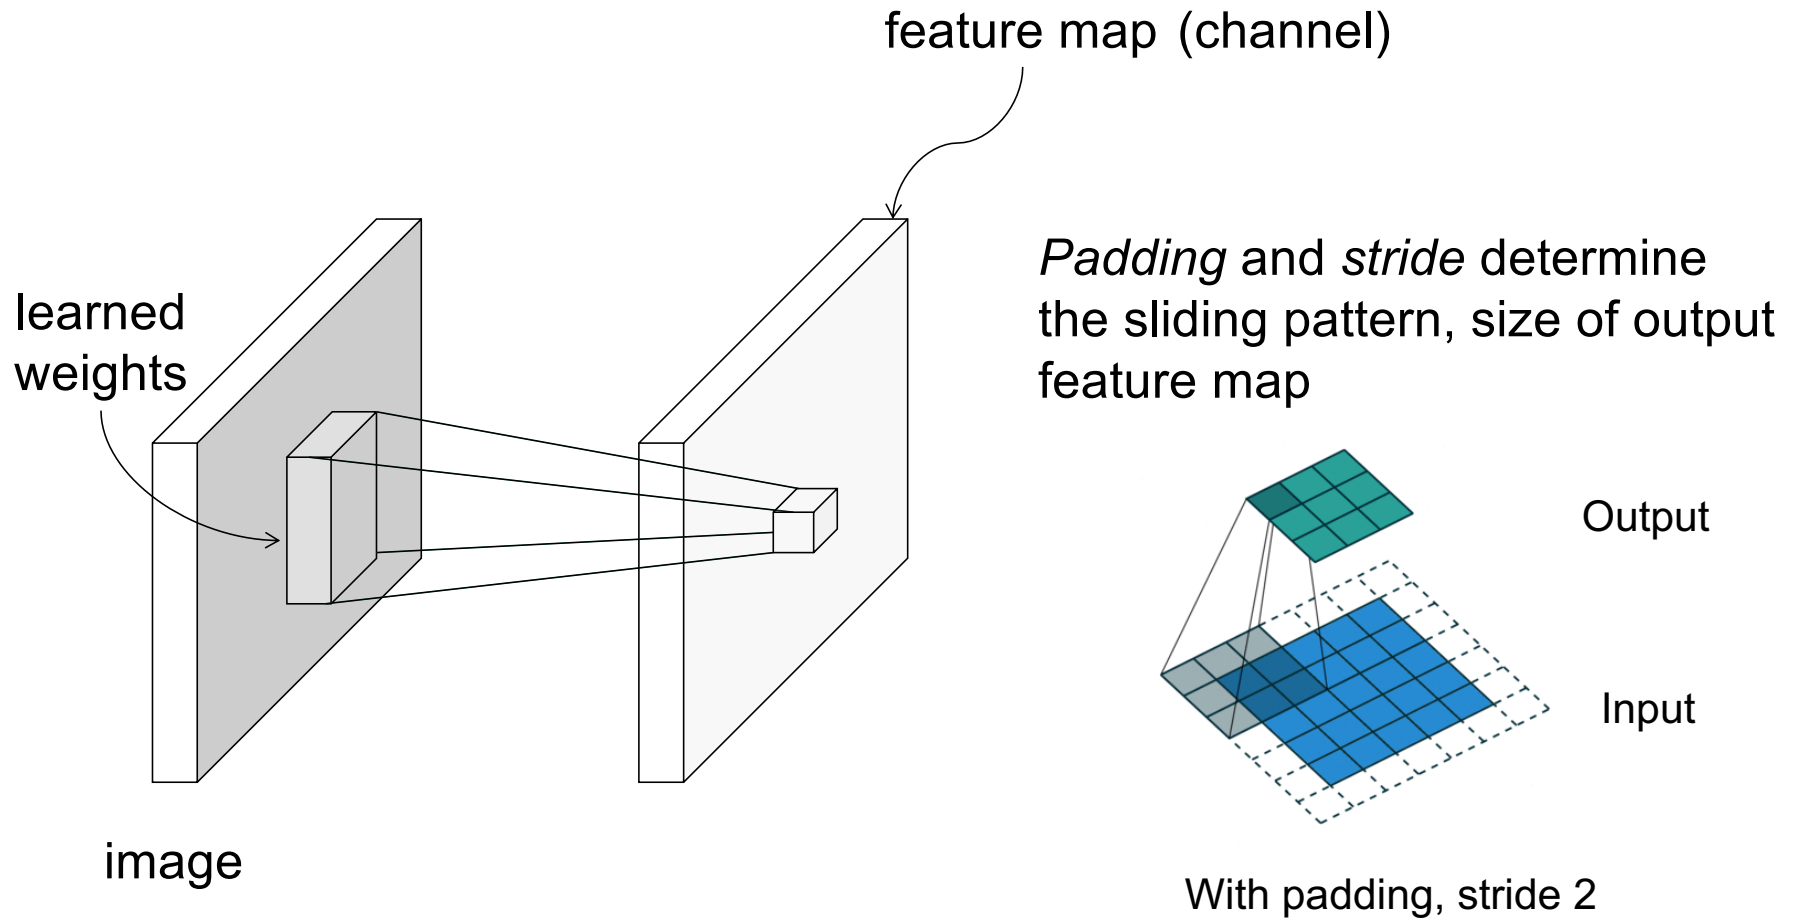 feature map (channel)
learned
weights
image
Padding and stride determine
the sliding pattern, size of output
feature map
Output
Input
With padding, stride 2